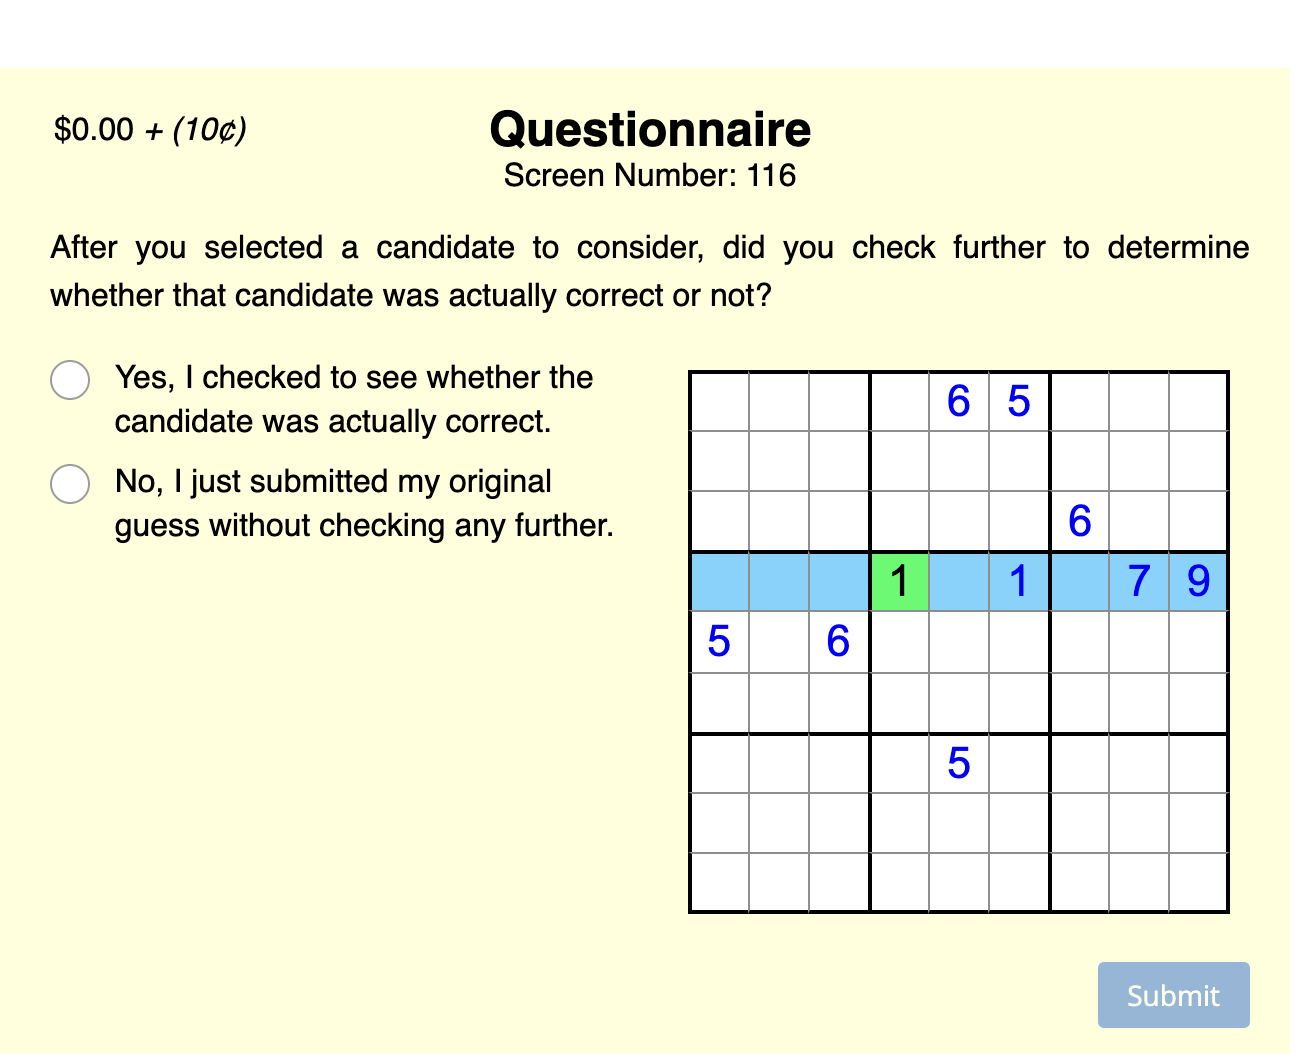 $0.00 + (10¢)
Questionnaire
Screen Number: 116
After you selected a candidate to consider, did you check further to determine
whether that candidate was actually correct or not?
Yes, I checked to see whether the
candidate was actually correct.
No, I just submitted my original
guess without checking any further.
6 5
6
1 1 7 9
5 6
5
Submit